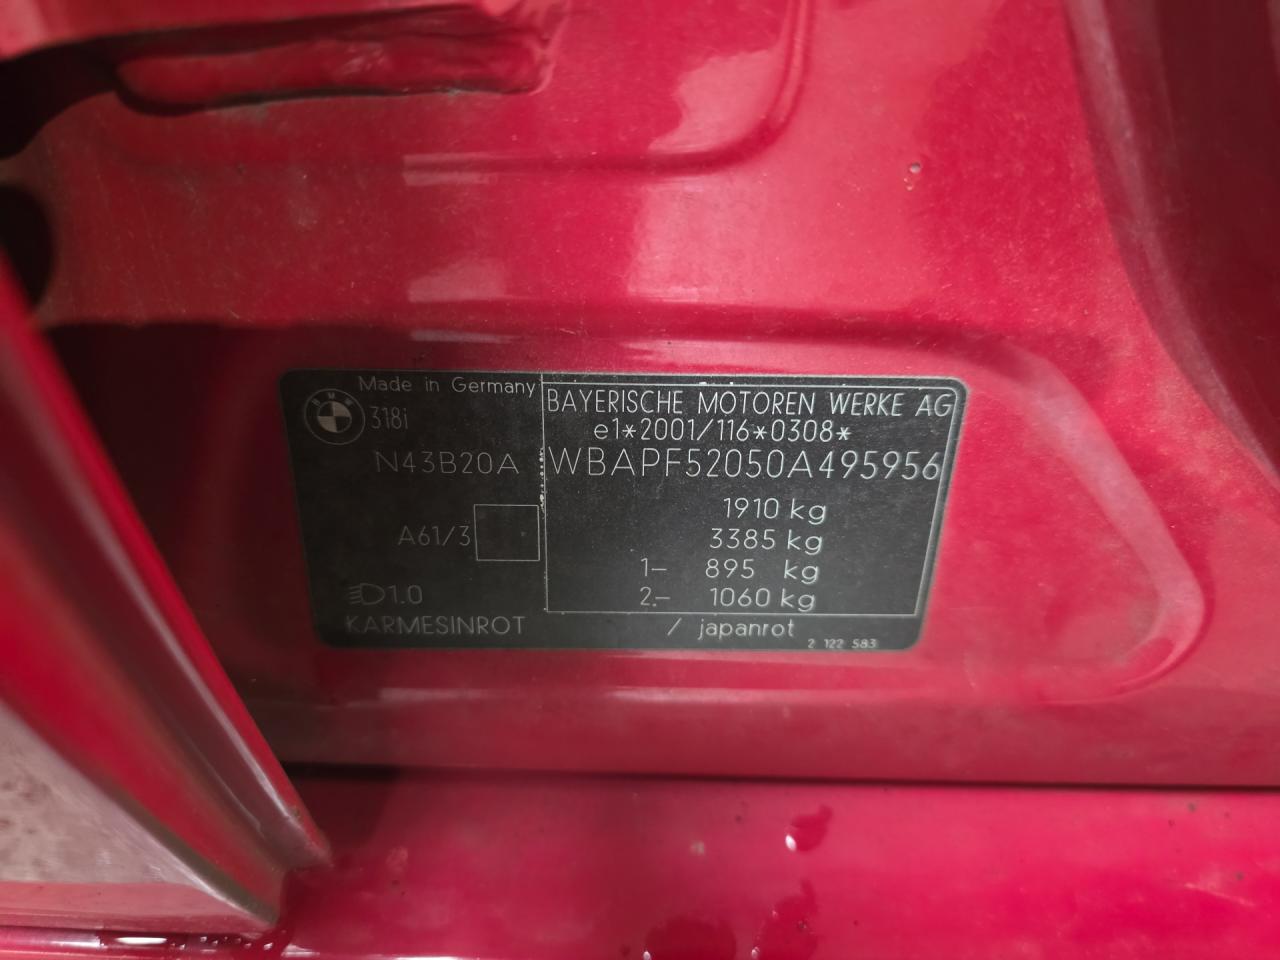 Made in Germany
BMW
318i
N43B20A
A61/3
1.0
KARMESINROT / japanrot
BAYERISCHE MOTOREN WERKE AG
e1*2001/116*0308*
WBAPF52050A495956
1910 kg
3385 kg
1- 895 kg
2.- 1060 kg
2 122 583